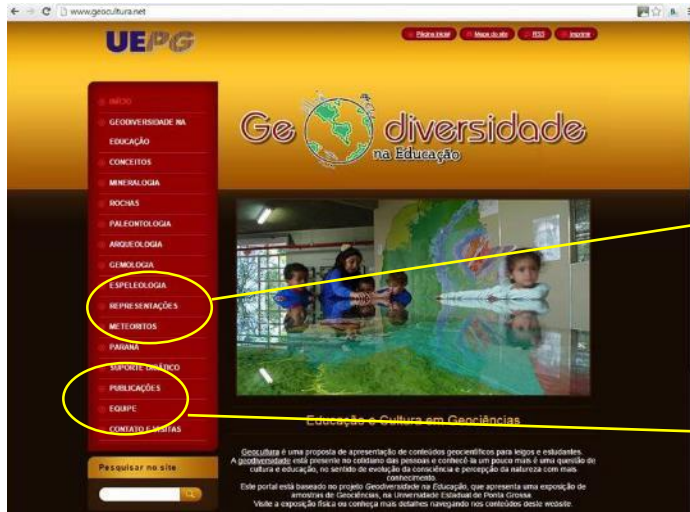 www.geocultura.net
UEPG
Página inicial
Mapa do site
RSS
Imprimir
INÍCIO
GEODIVERSIDADE NA
EDUCAÇÃO
CONCEITOS
MINERALOGIA
ROCHAS
PALEONTOLOGIA
ARQUEOLOGIA
GEMOLOGIA
ESPELEOLOGIA
REPRESENTAÇÕES
METEORITOS
PARANÁ
SUPORTE DIDÁTICO
PUBLICAÇÕES
EQUIPE
CONTATO E VISITAS
Pesquisar no site
Geodiversidade
na Educação
Educação e Cultura em Geociências
Geocultura é uma proposta de apresentação de conteúdos geocientíficos para leigos e estudantes.
A geodiversidade está presente no cotidiano das pessoas e conhecê-la um pouco mais é uma questão de
cultura e educação, no sentido de evolução da consciência e percepção da natureza com mais
conhecimento.
Este portal está baseado no projeto Geodiversidade na Educação, que apresenta uma exposição de
amostras de Geociências, na Universidade Estadual de Ponta Grossa.
Visite a exposição física ou conheça mais detalhes navegando nos conteúdos deste website.